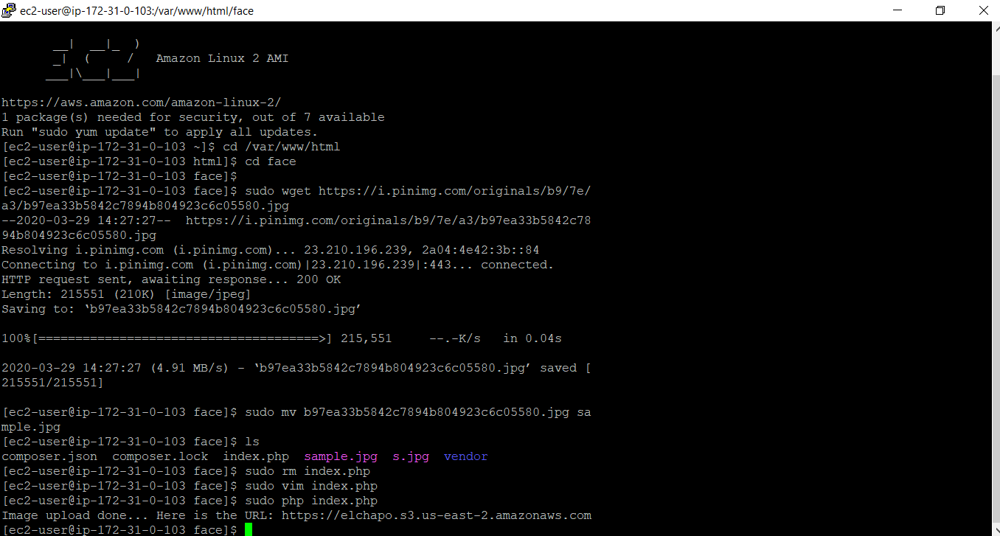 ec2-user@ip-172-31-0-103:/var/www/html/face
__|  __|_  )
_|  (     /   Amazon Linux 2 AMI
___|\___|___|
https://aws.amazon.com/amazon-linux-2/
1 package(s) needed for security, out of 7 available
Run "sudo yum update" to apply all updates.
[ec2-user@ip-172-31-0-103 ~]$ cd /var/www/html
[ec2-user@ip-172-31-0-103 html]$ cd face
[ec2-user@ip-172-31-0-103 face]$
[ec2-user@ip-172-31-0-103 face]$ sudo wget https://i.pinimg.com/originals/b9/7e/
a3/b97ea33b5842c7894b804923c6c05580.jpg
--2020-03-29 14:27:27--  https://i.pinimg.com/originals/b9/7e/a3/b97ea33b5842c78
94b804923c6c05580.jpg
Resolving i.pinimg.com (i.pinimg.com)... 23.210.196.239, 2a04:4e42:3b::84
Connecting to i.pinimg.com (i.pinimg.com)|23.210.196.239|:443... connected.
HTTP request sent, awaiting response... 200 OK
Length: 215551 (210K) [image/jpeg]
Saving to: ‘b97ea33b5842c7894b804923c6c05580.jpg’
100%[======================================>] 215,551     --.-K/s   in 0.04s
2020-03-29 14:27:27 (4.91 MB/s) - ‘b97ea33b5842c7894b804923c6c05580.jpg’ saved [
215551/215551]
[ec2-user@ip-172-31-0-103 face]$ sudo mv b97ea33b5842c7894b804923c6c05580.jpg sa
mple.jpg
[ec2-user@ip-172-31-0-103 face]$ ls
composer.json  composer.lock  index.php  sample.jpg  s.jpg  vendor
[ec2-user@ip-172-31-0-103 face]$ sudo rm index.php
[ec2-user@ip-172-31-0-103 face]$ sudo vim index.php
[ec2-user@ip-172-31-0-103 face]$ sudo php index.php
Image upload done... Here is the URL: https://elchapo.s3.us-east-2.amazonaws.com
[ec2-user@ip-172-31-0-103 face]$